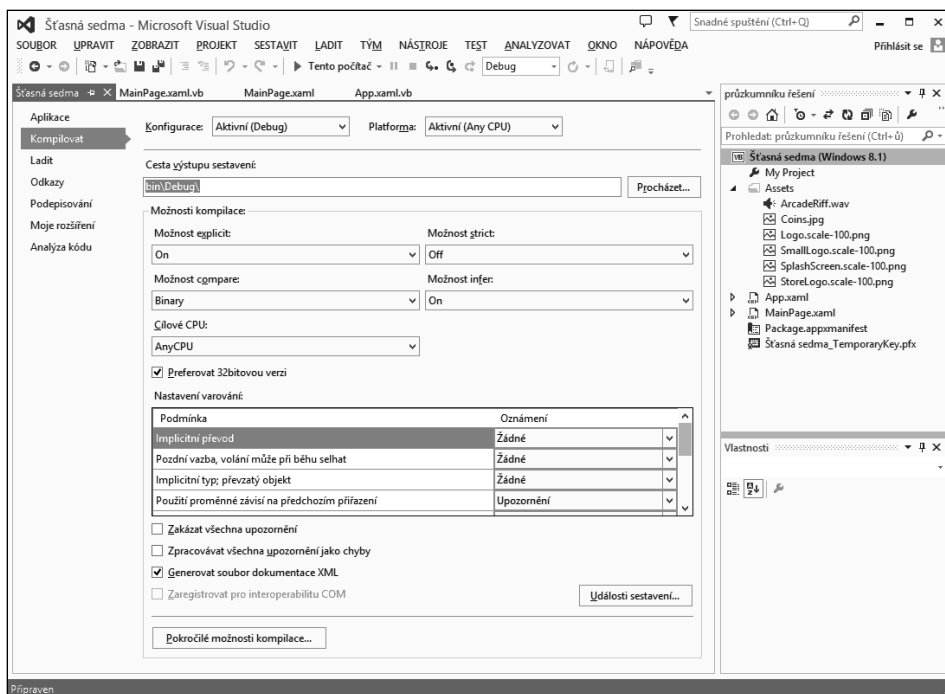 Šťasná sedma - Microsoft Visual Studio
Snadné spuštění (Ctrl+Q)
SOUBOR UPRAVIT ZOBRAZIT PROJEKT SESTAVIT LADIT TÝM NÁSTROJE TEST ANALYZOVAT OKNO NÁPOVĚDA
Přihlásit se
Tento počítač
Debug
Šťasná sedma MainPage.xaml.vb MainPage.xaml App.xaml.vb
Aplikace
Kompilovat
Ladit
Odkazy
Podepisování
Moje rozšíření
Analýza kódu
Konfigurace: Aktivní (Debug) Platforma: Aktivní (Any CPU)
Cesta výstupu sestavení:
bin\Debug\ Procházet...
Možnosti kompilace:
Možnost explicit: Možnost strict:
On Off
Možnost compare: Možnost infer:
Binary On
Cílové CPU:
AnyCPU
Preferovat 32bitovou verzi
Nastavení varování:
Podmínka Oznámení
Implicitní převod Žádné
Pozdní vazba, volání může při běhu selhat Žádné
Implicitní typ; převzatý objekt Žádné
Použití proměnné závisí na předchozím přiřazení Upozornění
Zakázat všechna upozornění
Zpracovávat všechna upozornění jako chyby
Generovat soubor dokumentace XML
Zaregistrovat pro interoperabilitu COM
Události sestavení...
Pokročilé možnosti kompilace...
průzkumníku řešení
Prohledat: průzkumníku řešení (Ctrl+ů)
VB Šťasná sedma (Windows 8.1)
My Project
Assets
ArcadeRiff.wav
Coins.jpg
Logo.scale-100.png
SmallLogo.scale-100.png
SplashScreen.scale-100.png
StoreLogo.scale-100.png
App.xaml
MainPage.xaml
Package.appxmanifest
Šťasná sedma_TemporaryKey.pfx
Vlastnosti
Připraven